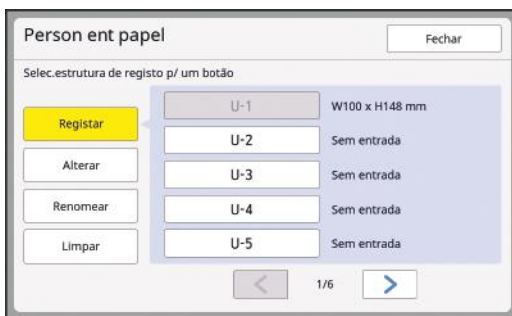 Person ent papel
Fechar
Selec.estrutura de registo p/ um botão
Registar
Alterar
Renomear
Limpar
U-1 W100 x H148 mm
U-2 Sem entrada
U-3 Sem entrada
U-4 Sem entrada
U-5 Sem entrada
1/6